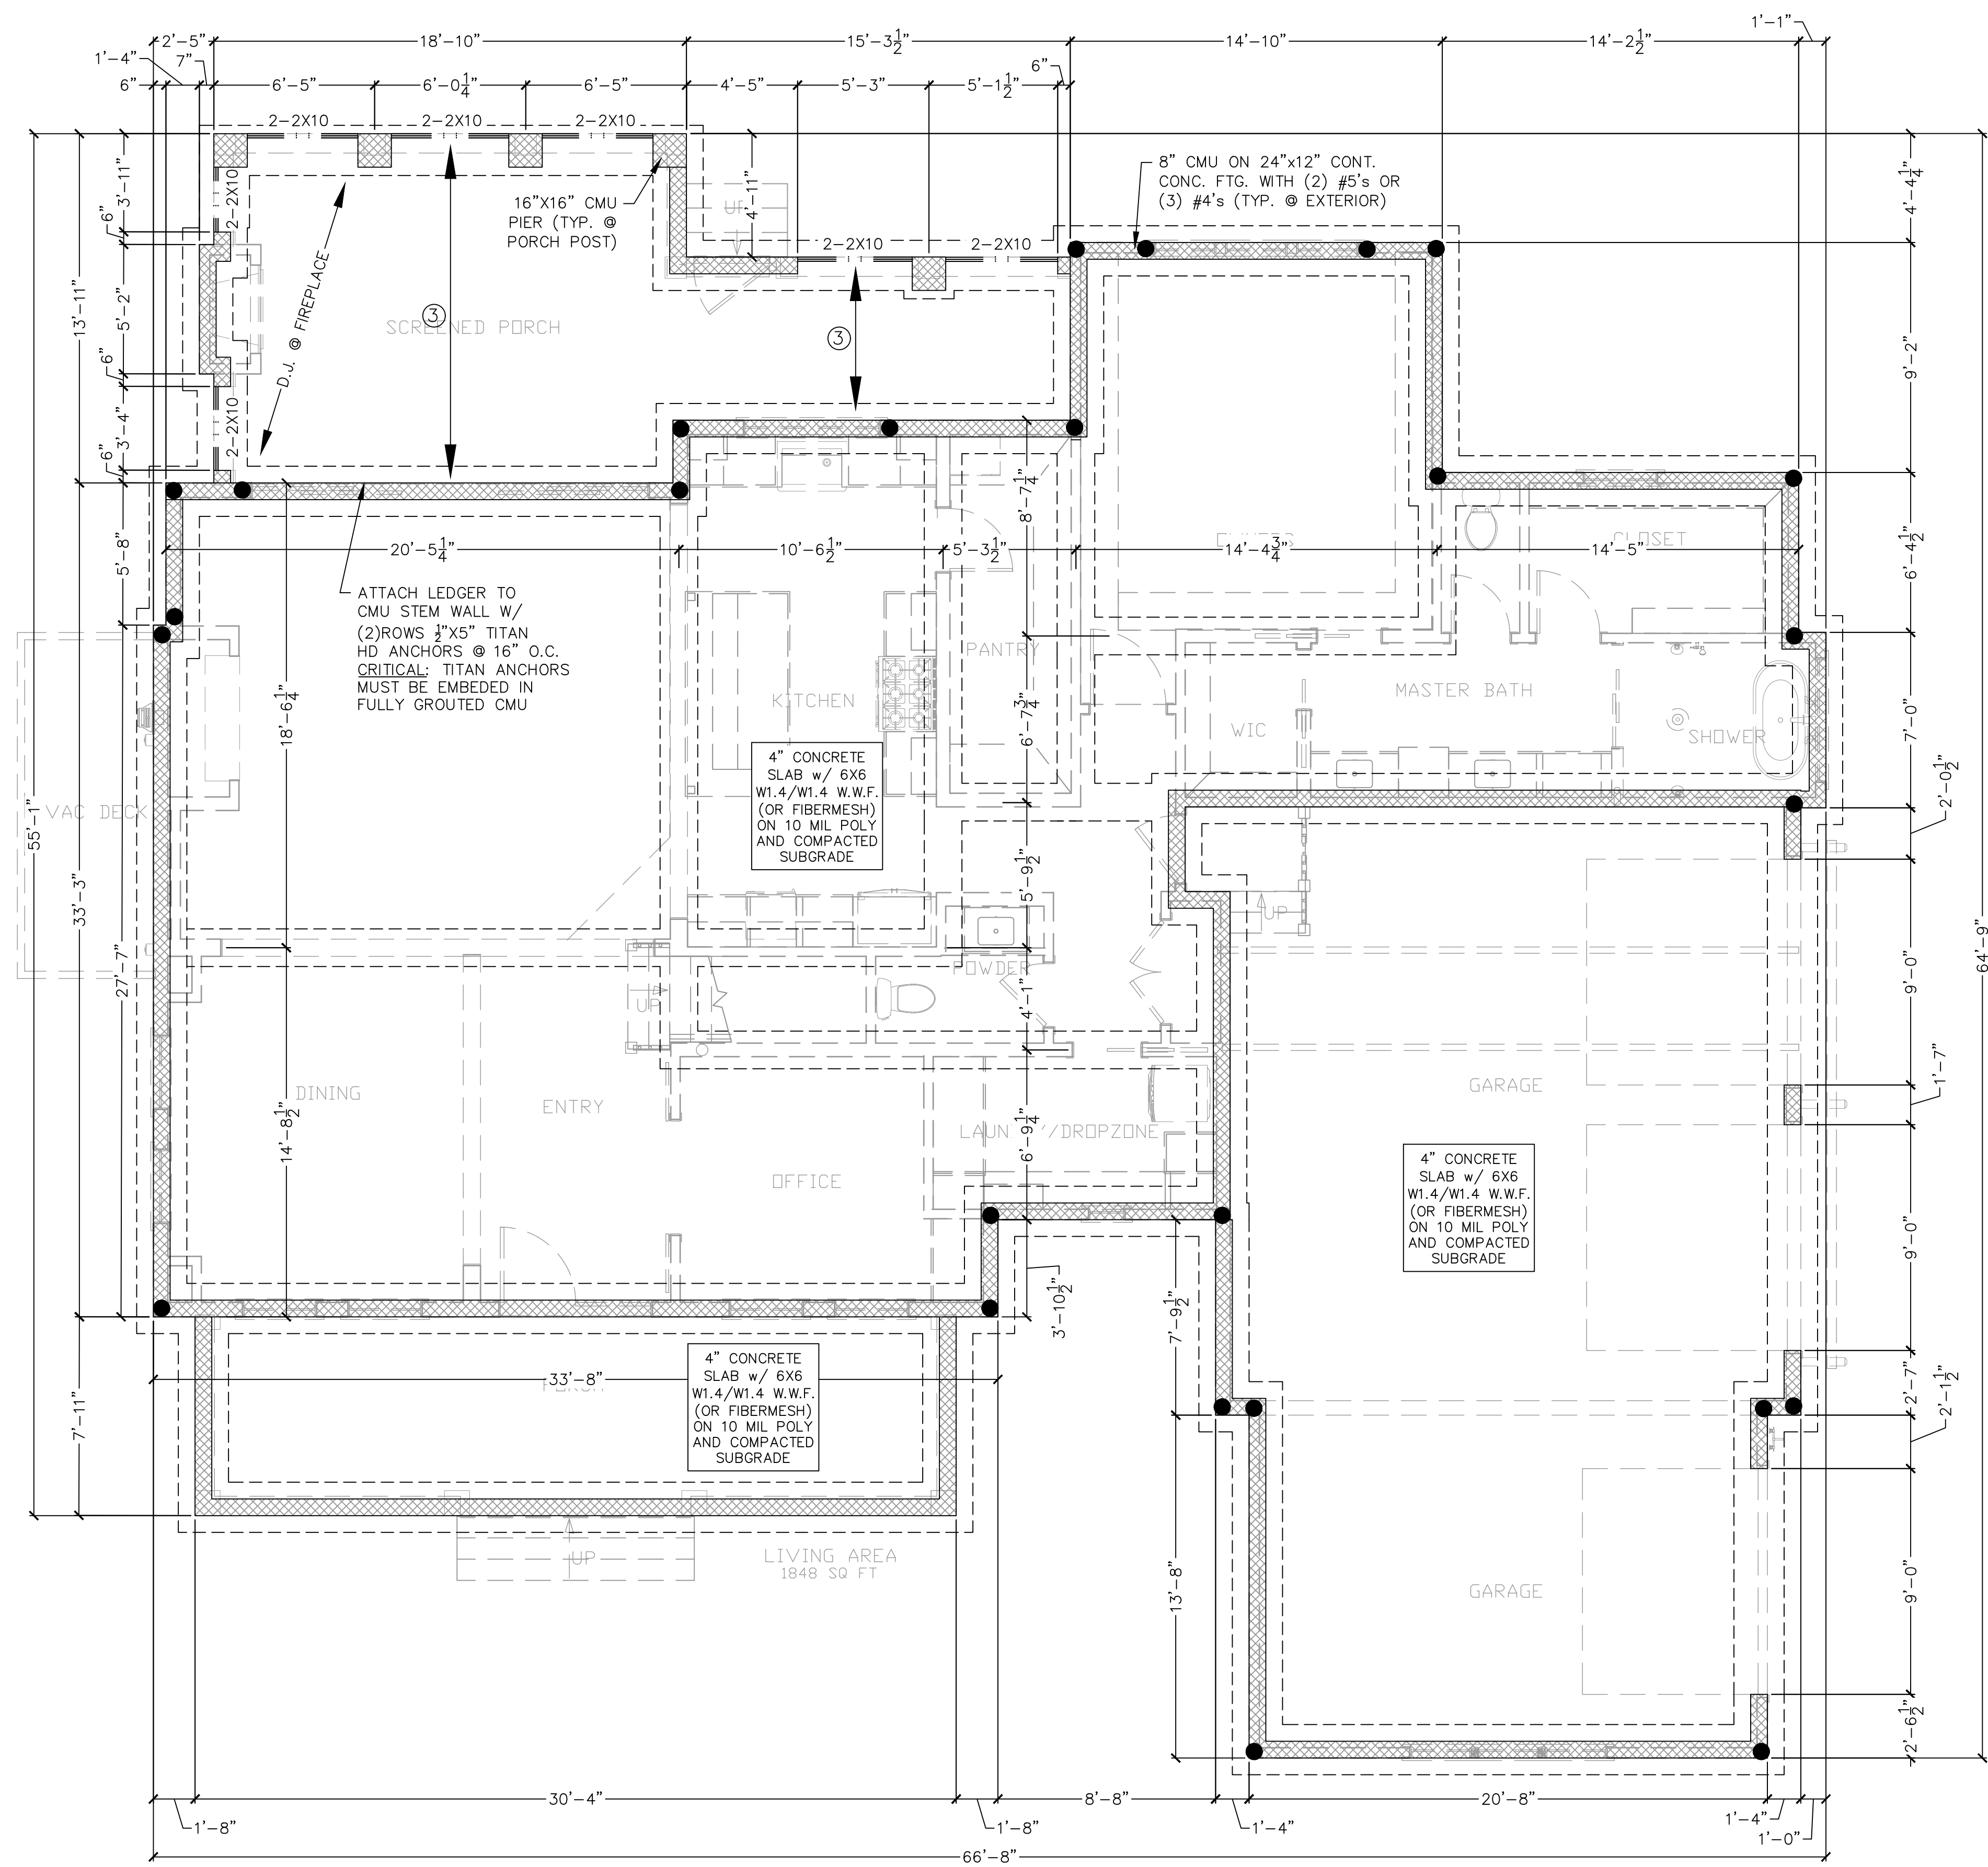 1'-1"
2'-5"
18'-10"
15'-3½"
14'-10"
14'-2½"
1'-4"
7"
6"
6'-5"
6'-0¼"
6'-5"
4'-5"
5'-3"
5'-1½"
6"
2-2X10
2-2X10
2-2X10
2-2X10
16"X16" CMU
PIER (TYP. @
PORCH POST)
UP
4'-11"
2-2X10
2-2X10
8" CMU ON 24"x12" CONT.
CONC. FTG. WITH (2) #5's OR
(3) #4's (TYP. @ EXTERIOR)
3'-11"
6"
5'-2"
6"
3'-4"
6"
13'-11"
5'-8"
D.J. @ FIREPLACE
2-2X10
3
SCREENED PORCH
3
4'-4¼"
9'-2"
6'-4½"
7'-0"
2'-0½"
8'-7¼"
20'-5¼"
10'-6½"
5'-3½"
14'-4¾"
14'-5"
CLOSET
ATTACH LEDGER TO
CMU STEM WALL W/
(2)ROWS ½"X5" TITAN
HD ANCHORS @ 16" O.C.
CRITICAL: TITAN ANCHORS
MUST BE EMBEDED IN
FULLY GROUTED CMU
18'-6¼"
KITCHEN
PANTRY
6'-7¾"
WIC
MASTER BATH
SHOWER
4" CONCRETE
SLAB w/ 6X6
W1.4/W1.4 W.W.F.
(OR FIBERMESH)
ON 10 MIL POLY
AND COMPACTED
SUBGRADE
VAC DECK
55'-1"
33'-3"
27'-7"
5'-9½"
UP
64'-9"
9'-0"
POWDER
UP
4'-1"
1'-7"
DINING
ENTRY
14'-8½"
OFFICE
LAUN Y/DROPZONE
6'-9¼"
GARAGE
4" CONCRETE
SLAB w/ 6X6
W1.4/W1.4 W.W.F.
(OR FIBERMESH)
ON 10 MIL POLY
AND COMPACTED
SUBGRADE
9'-0"
3'-10½"
7'-9½"
4" CONCRETE
SLAB w/ 6X6
W1.4/W1.4 W.W.F.
(OR FIBERMESH)
ON 10 MIL POLY
AND COMPACTED
SUBGRADE
33'-8"
7'-11"
2'-7"
2'-1½"
UP
LIVING AREA
1848 SQ FT
13'-8"
GARAGE
9'-0"
2'-6½"
30'-4"
8'-8"
20'-8"
1'-8"
1'-8"
1'-4"
1'-4"
1'-0"
66'-8"